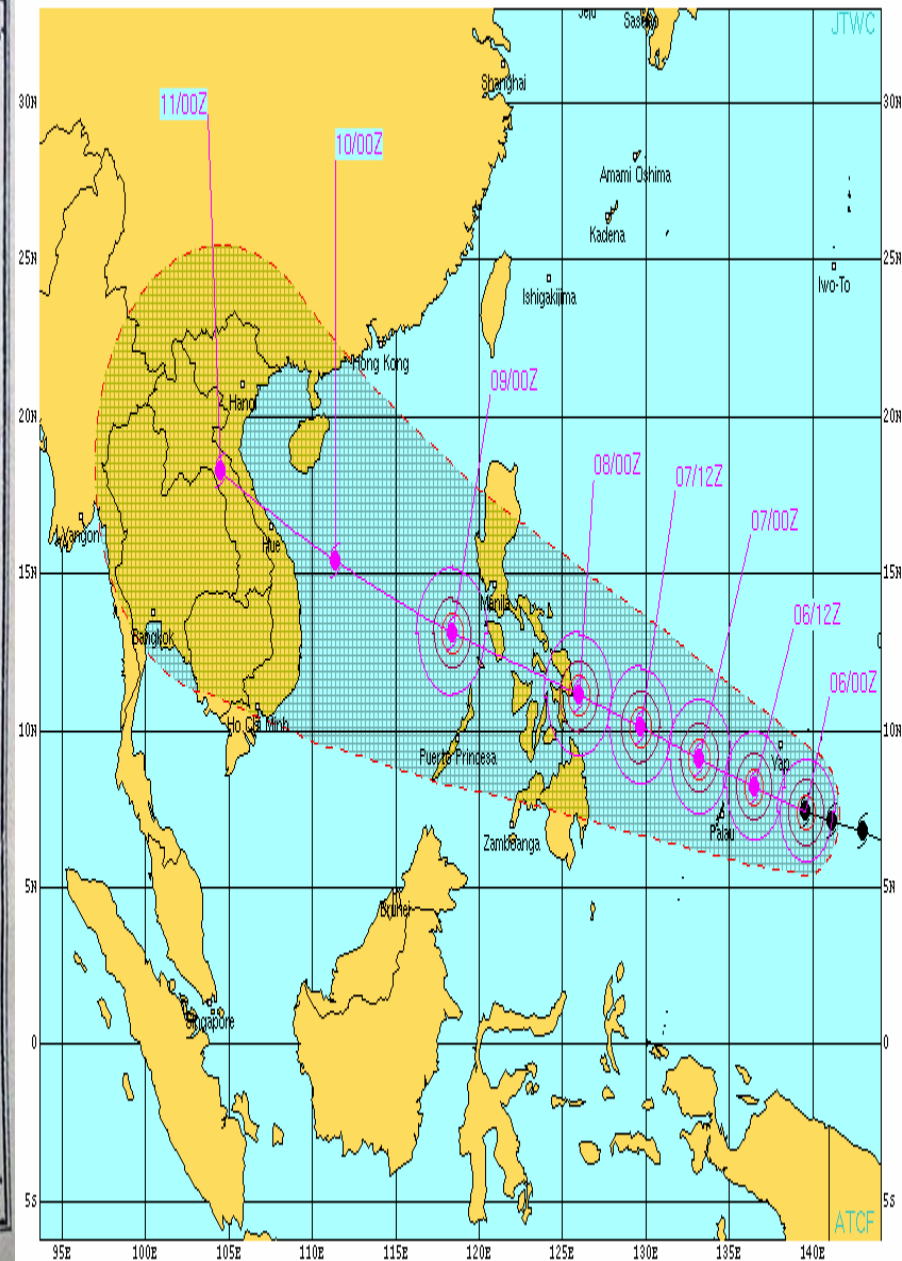 Jeju
Sasebo
JTWC
Shanghai
30N
11/00Z
30N
10/00Z
Amami Oshima
Kadena
25N
25N
Ishigakijima
Iwo-To
Hong Kong
09/00Z
Hanoi
20N
20N
08/00Z
07/12Z
07/00Z
Yangon
Hue
15N
15N
Manila
06/12Z
Bangkok
06/00Z
10N
Ho Chi Minh
10N
Yap
Puerto Princesa
Palau
Zamboanga
5N
5N
Brunei
Singapore
0
0
5S
5S
ATCF
95E 100E 105E 110E 115E 120E 125E 130E 135E 140E